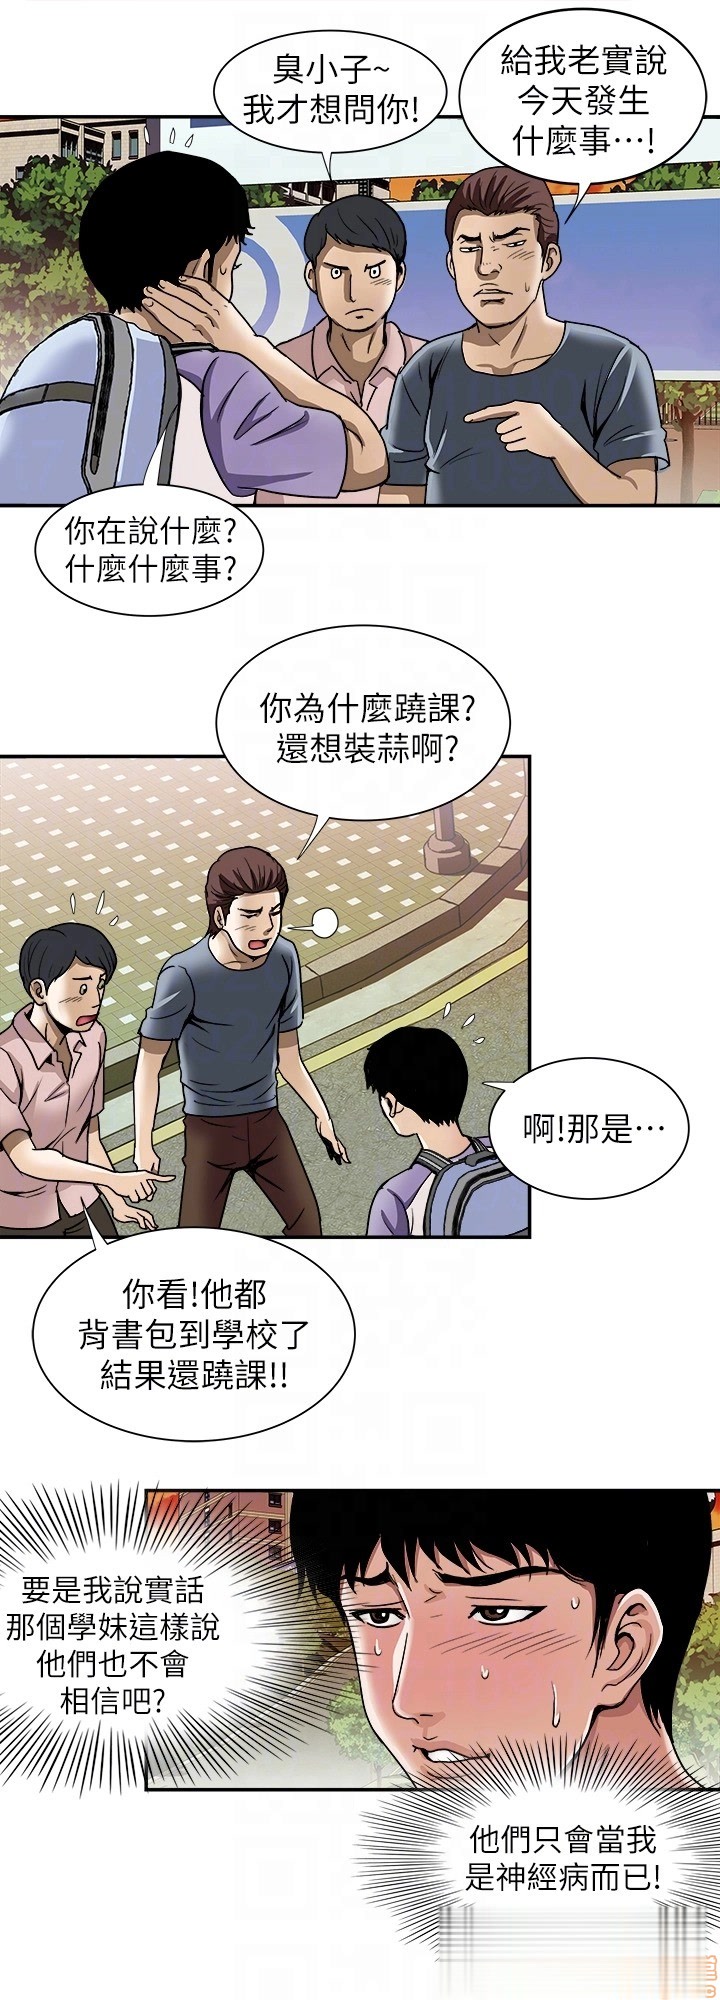 臭小子~
我才想問你!
給我老實說
今天發生
什麼事⋯!
你在說什麼?
什麼什麼事?
你為什麼蹺課?
還想裝蒜啊?
啊!那是⋯
你看!他都
背書包到學校了
結果還蹺課!!
要是我說實話
那個學妹這樣說
他們也不會
相信吧?
他們只會當我
是神經病而已!